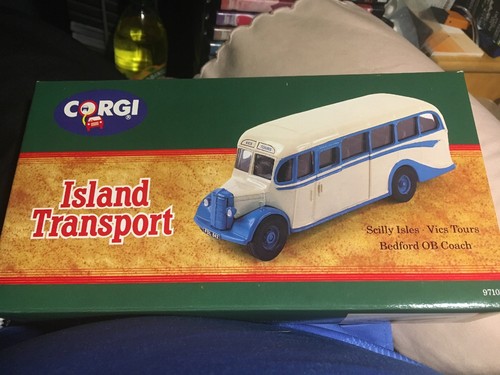 CORGI®
Island
Transport
Scilly Isles · Vics Tours
Bedford OB Coach